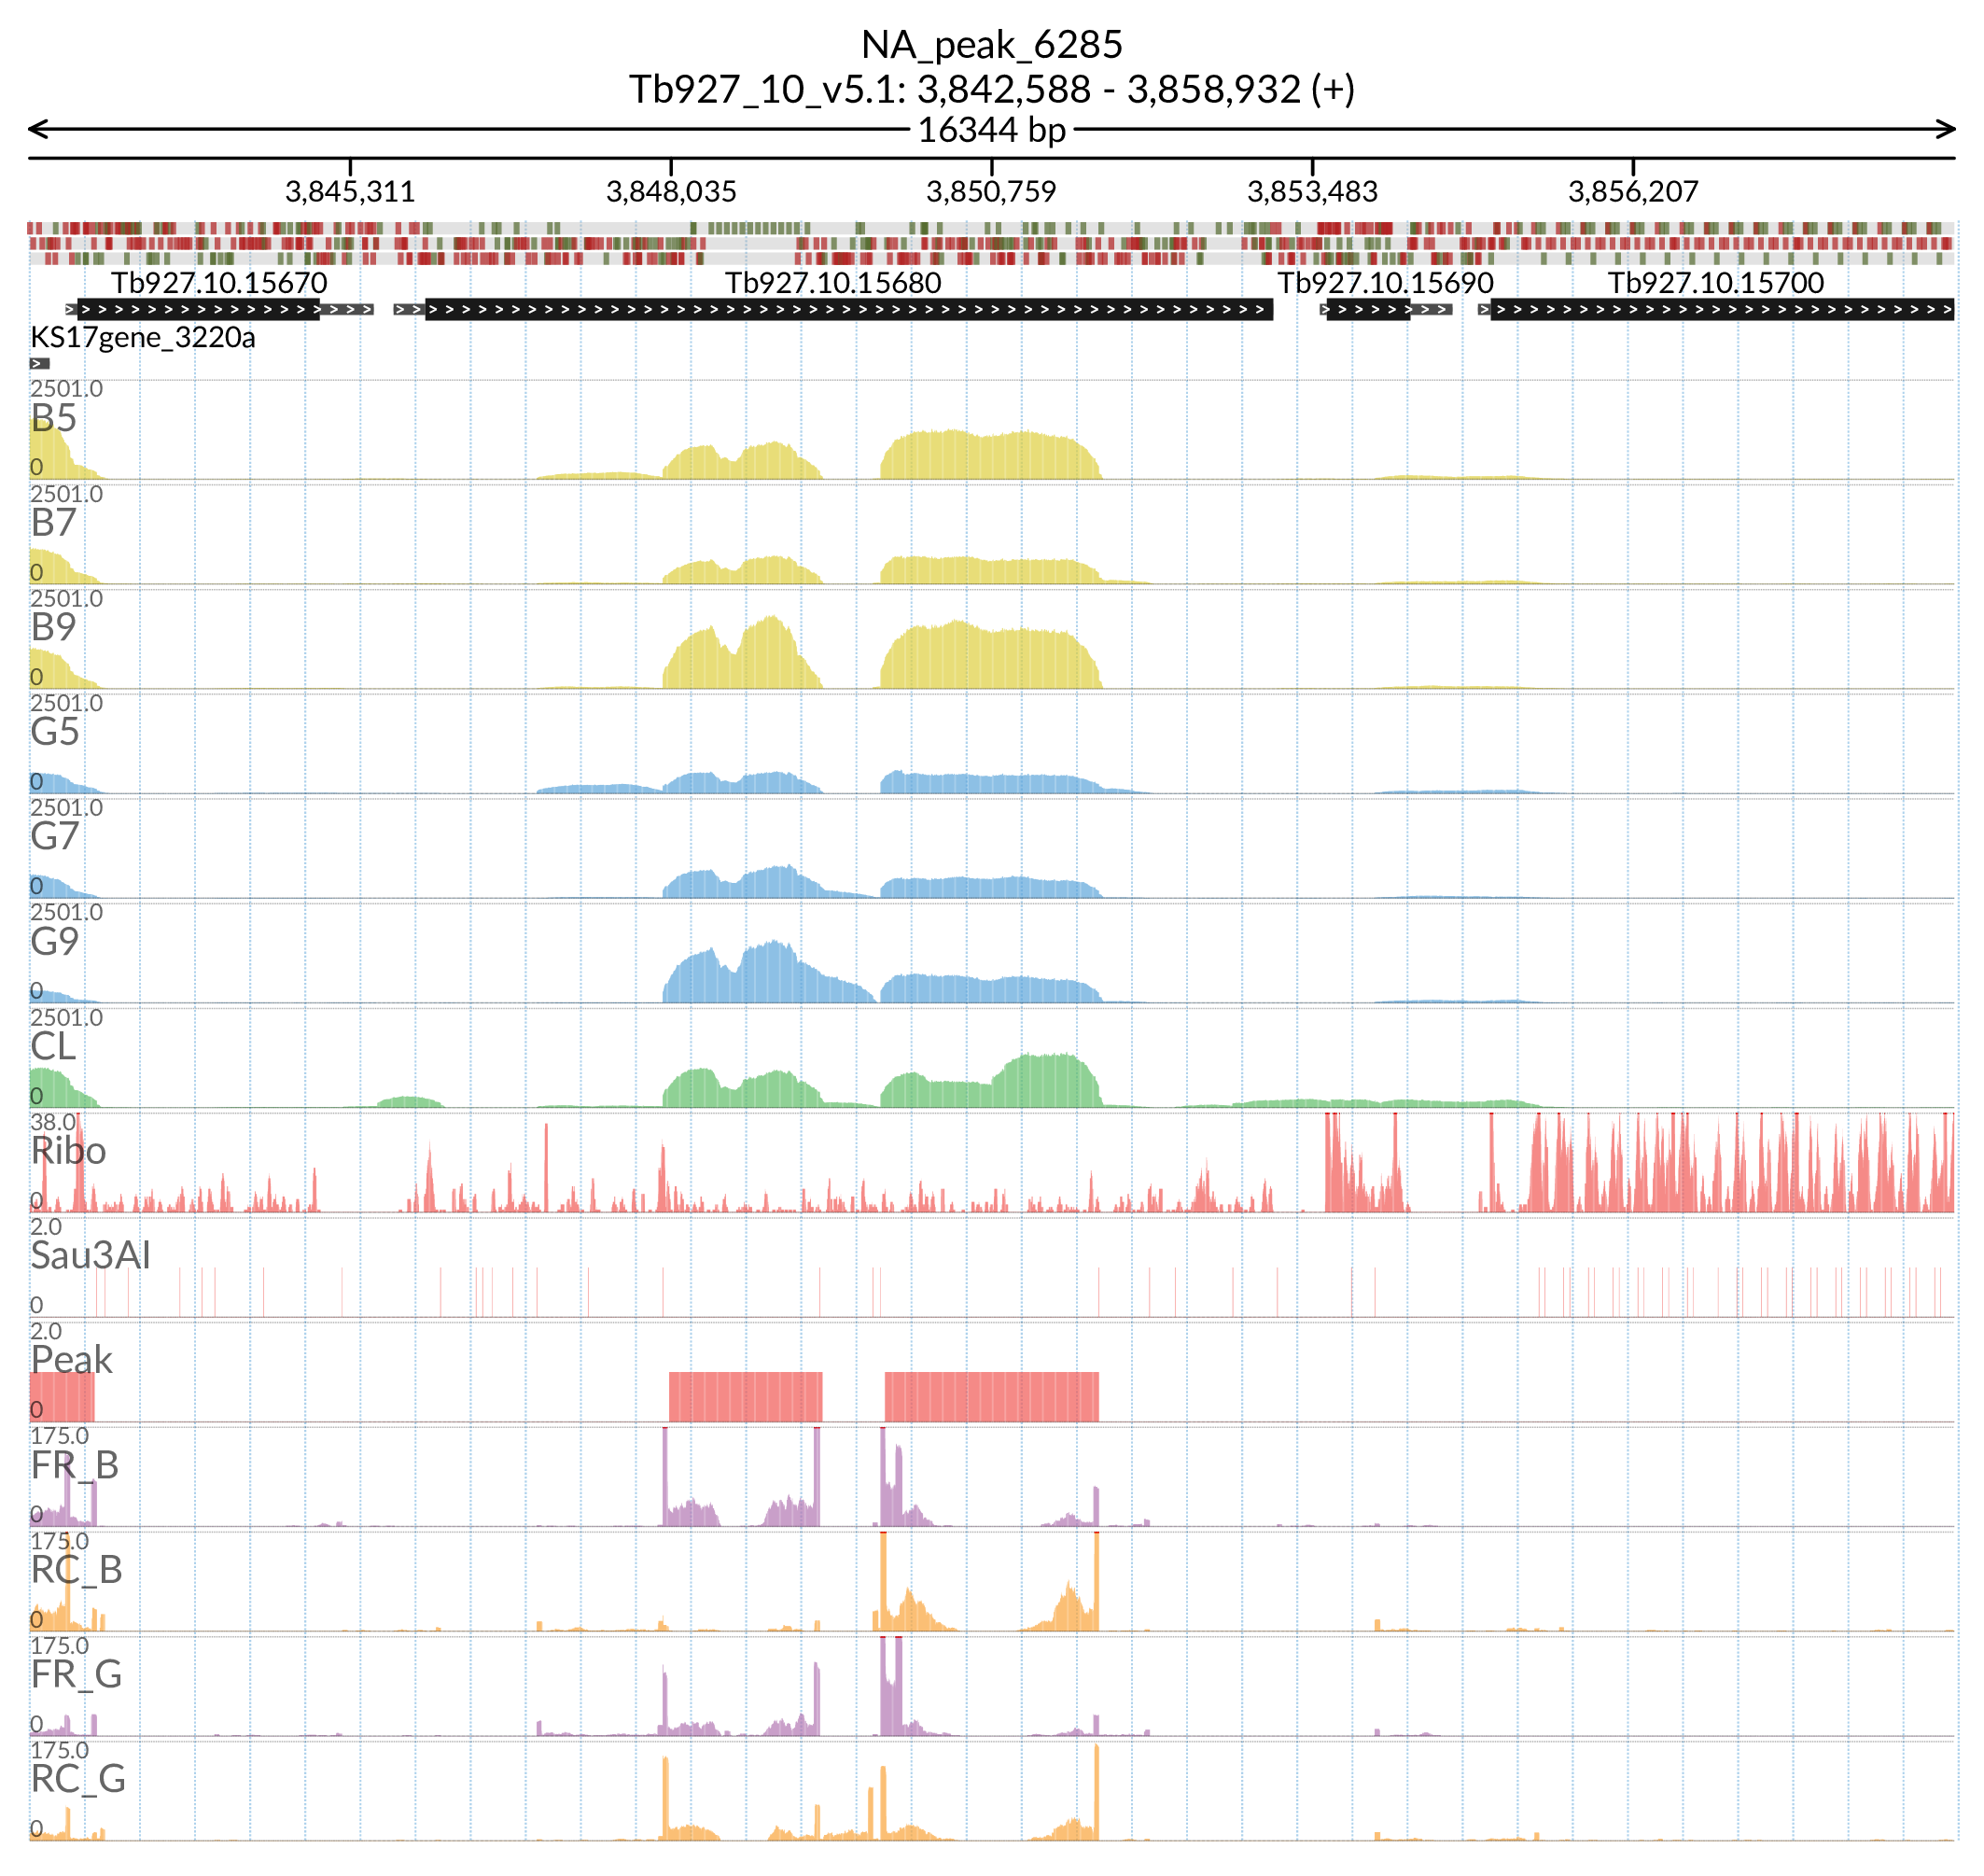 NA_peak_6285
Tb927_10_v5.1: 3,842,588 - 3,858,932 (+)
16344 bp
3,845,311 3,848,035 3,850,759 3,853,483 3,856,207
Tb927.10.15670 Tb927.10.15680 Tb927.10.15690 Tb927.10.15700
KS17gene_3220a
2501.0
B5
0
2501.0
B7
0
2501.0
B9
0
2501.0
G5
0
2501.0
G7
0
2501.0
G9
0
2501.0
CL
0
38.0
Ribo
0
2.0
Sau3AI
0
2.0
Peak
0
175.0
FR_B
0
175.0
RC_B
0
175.0
FR_G
0
175.0
RC_G
0